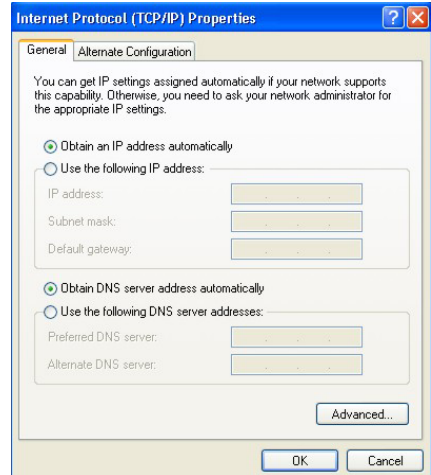 Internet Protocol (TCP/IP) Properties
General Alternate Configuration
You can get IP settings assigned automatically if your network supports
this capability. Otherwise, you need to ask your network administrator for
the appropriate IP settings.
Obtain an IP address automatically
Use the following IP address:
IP address:
Subnet mask:
Default gateway:
Obtain DNS server address automatically
Use the following DNS server addresses:
Preferred DNS server:
Alternate DNS server:
Advanced...
OK Cancel